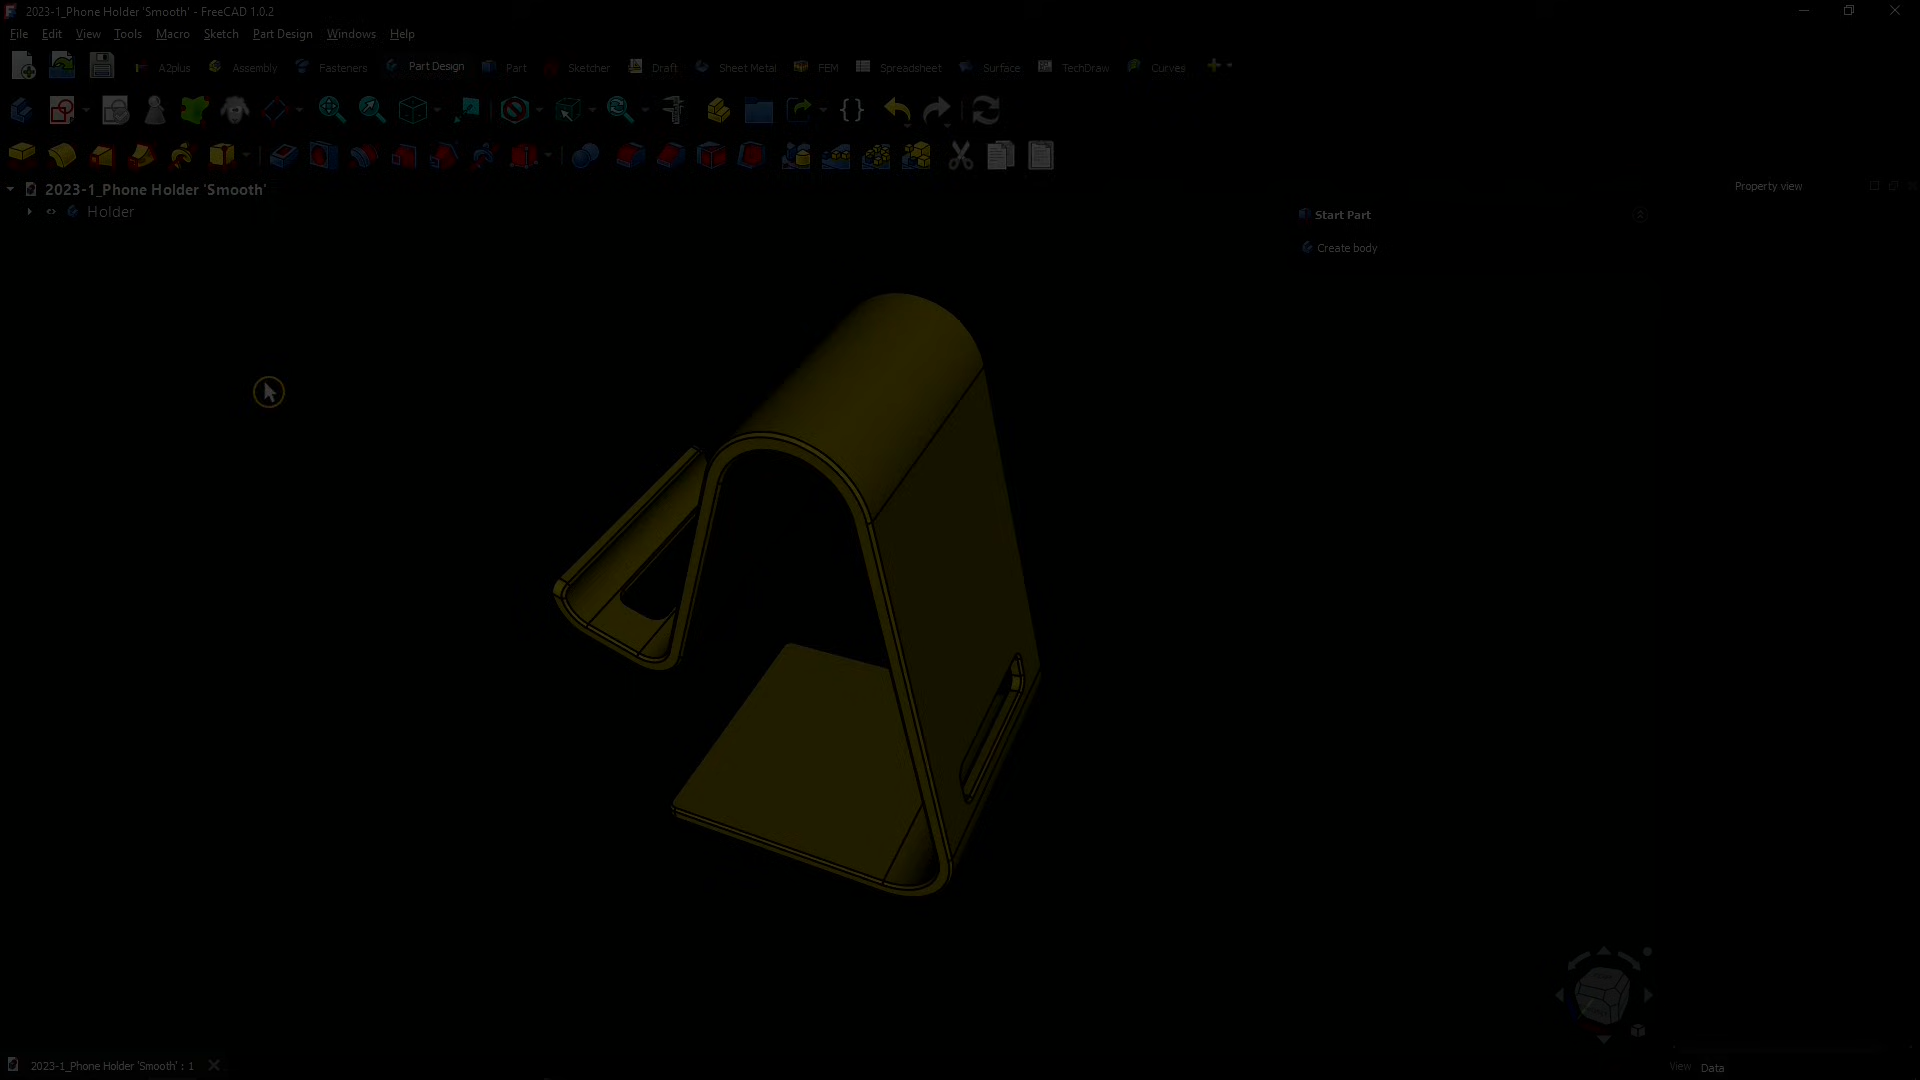 2023-1_Phone Holder 'Smooth' - FreeCAD 1.0.2
File Edit View Tools Macro Sketch Part Design Windows Help
A2plus Assembly Fasteners Part Design Part Sketcher Draft Sheet Metal FEM Spreadsheet Surface TechDraw Curves
2023-1_Phone Holder 'Smooth'
Property view
Holder
Start Part
Create body
2023-1_Phone Holder 'Smooth' : 1
View Data